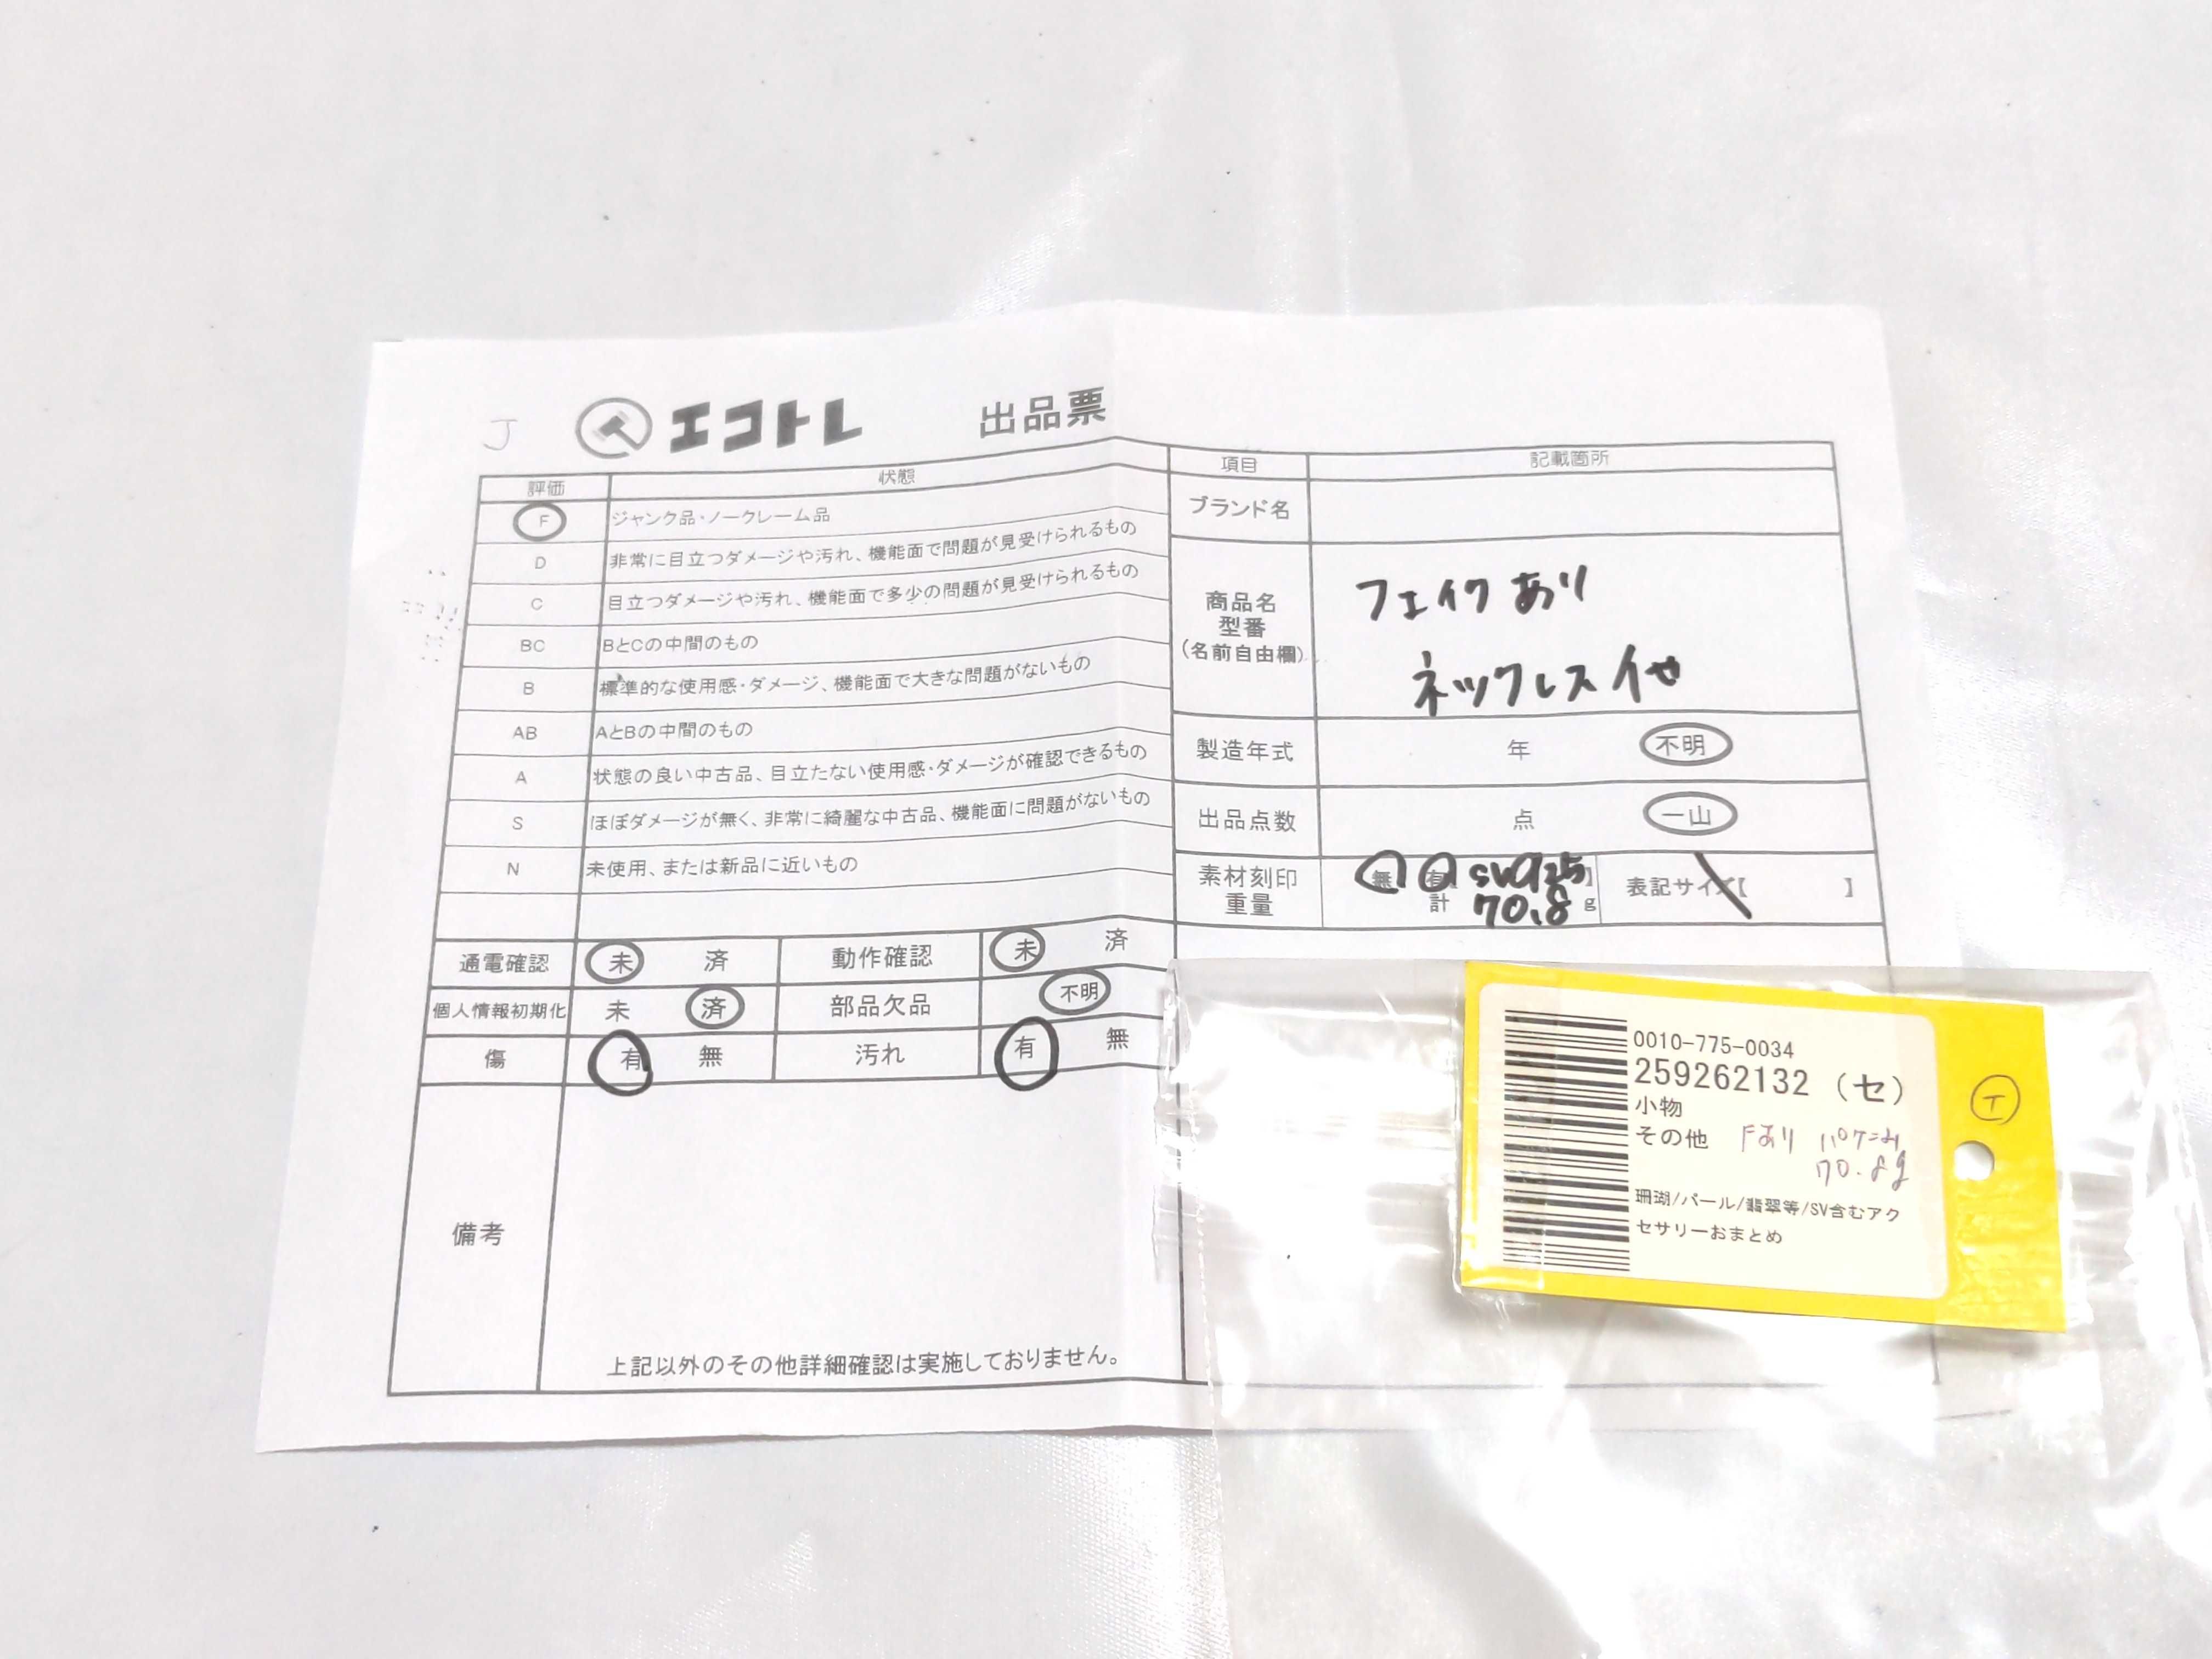 J エコトレ 出品票
評価 状態
F ジャンク品・ノークレーム品
D 非常に目立つダメージや汚れ、機能面で問題が見受けられるもの
C 目立つダメージや汚れ、機能面で多少の問題が見受けられるもの
BC BとCの中間のもの
B 標準的な使用感・ダメージ、機能面で大きな問題がないもの
AB AとBの中間のもの
A 状態の良い中古品、目立たない使用感・ダメージが確認できるもの
S ほぼダメージが無く、非常に綺麗な中古品、機能面に問題がないもの
N 未使用、または新品に近いもの
通電確認 未 済 動作確認 未 済
個人情報初期化 未 済 部品欠品 不明
傷 有 無 汚れ 有 無
備考
上記以外のその他詳細確認は実施しておりません。
項目 記載箇所
ブランド名
商品名
型番
(名前自由欄)
フェイクあり
ネックレス他
製造年式 年 不明
出品点数 点 一山
素材刻印 無 有 SV925】 表記サイズ【 】
重量 計 70.8 g
0010-775-0034
259262132 (セ)
小物
その他 Fあり
70.8g
珊瑚/パール/翡翠等/SV含むアク
セサリーおまとめ